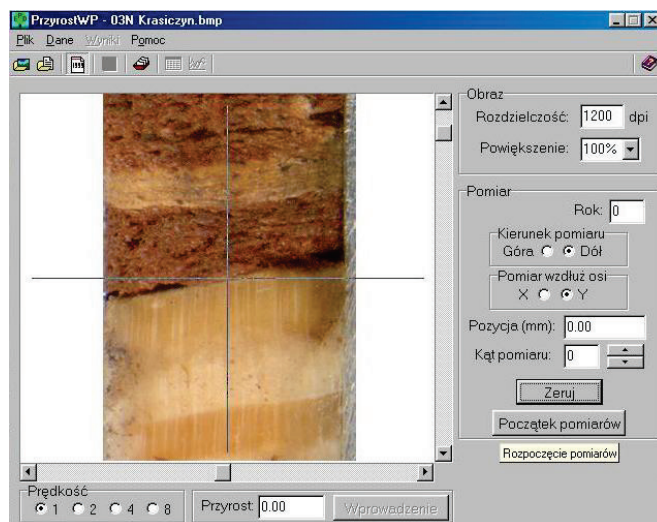 PrzyrostWP - 03N Krasiczyn.bmp
Plik Dane Wyniki Pomoc
Obraz
Rozdzielczość: 1200 dpi
Powiększenie: 100%
Pomiar
Rok: 0
Kierunek pomiaru
Góra Dół
Pomiar wzdłuż osi
X Y
Pozycja (mm): 0.00
Kąt pomiaru: 0
Zeruj
Początek pomiarów
Rozpoczęcie pomiarów
Prędkość
1 2 4 8
Przyrost: 0.00
Wprowadzenie